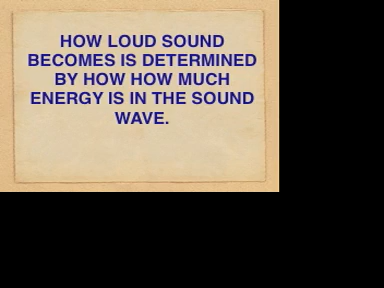 HOW LOUD SOUND
BECOMES IS DETERMINED
BY HOW HOW MUCH
ENERGY IS IN THE SOUND
WAVE.